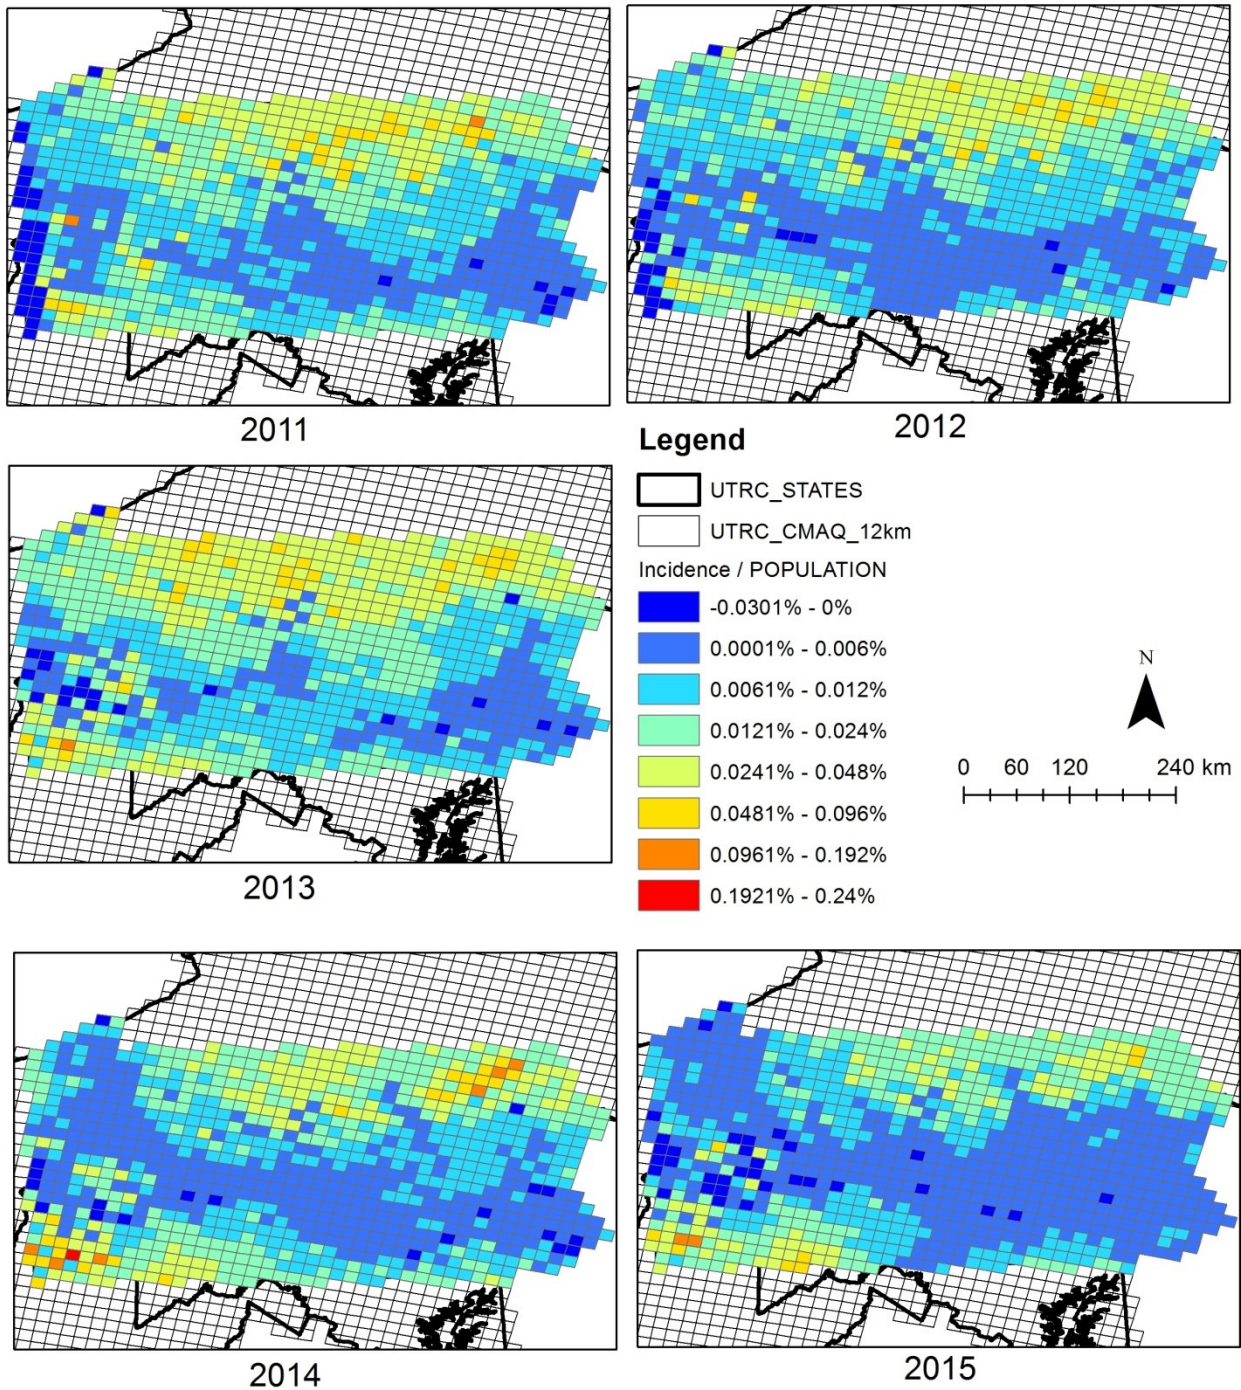 2011
2012
Legend
UTRC_STATES
UTRC_CMAQ_12km
Incidence / POPULATION
-0.0301% - 0%
0.0001% - 0.006%
0.0061% - 0.012%
0.0121% - 0.024%
0.0241% - 0.048%
0.0481% - 0.096%
0.0961% - 0.192%
0.1921% - 0.24%
N
0 60 120 240 km
2013
2014
2015